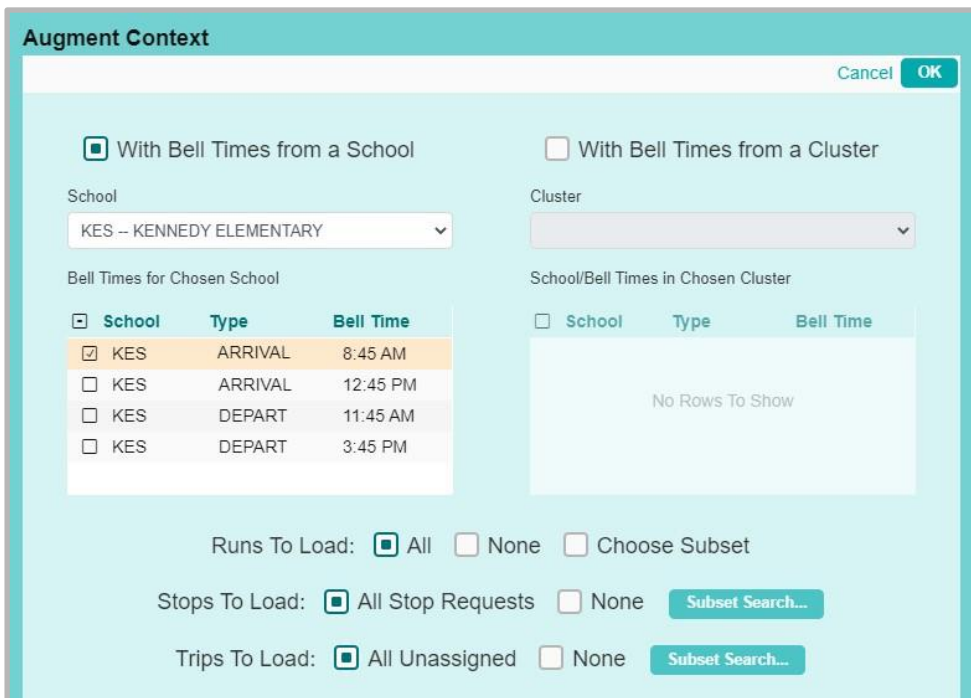 Augment Context
Cancel OK
With Bell Times from a School
With Bell Times from a Cluster
School
Cluster
KES -- KENNEDY ELEMENTARY
Bell Times for Chosen School
School/Bell Times in Chosen Cluster
School Type Bell Time
School Type Bell Time
KES ARRIVAL 8:45 AM
KES ARRIVAL 12:45 PM
KES DEPART 11:45 AM
KES DEPART 3:45 PM
No Rows To Show
Runs To Load: All None Choose Subset
Stops To Load: All Stop Requests None Subset Search...
Trips To Load: All Unassigned None Subset Search...